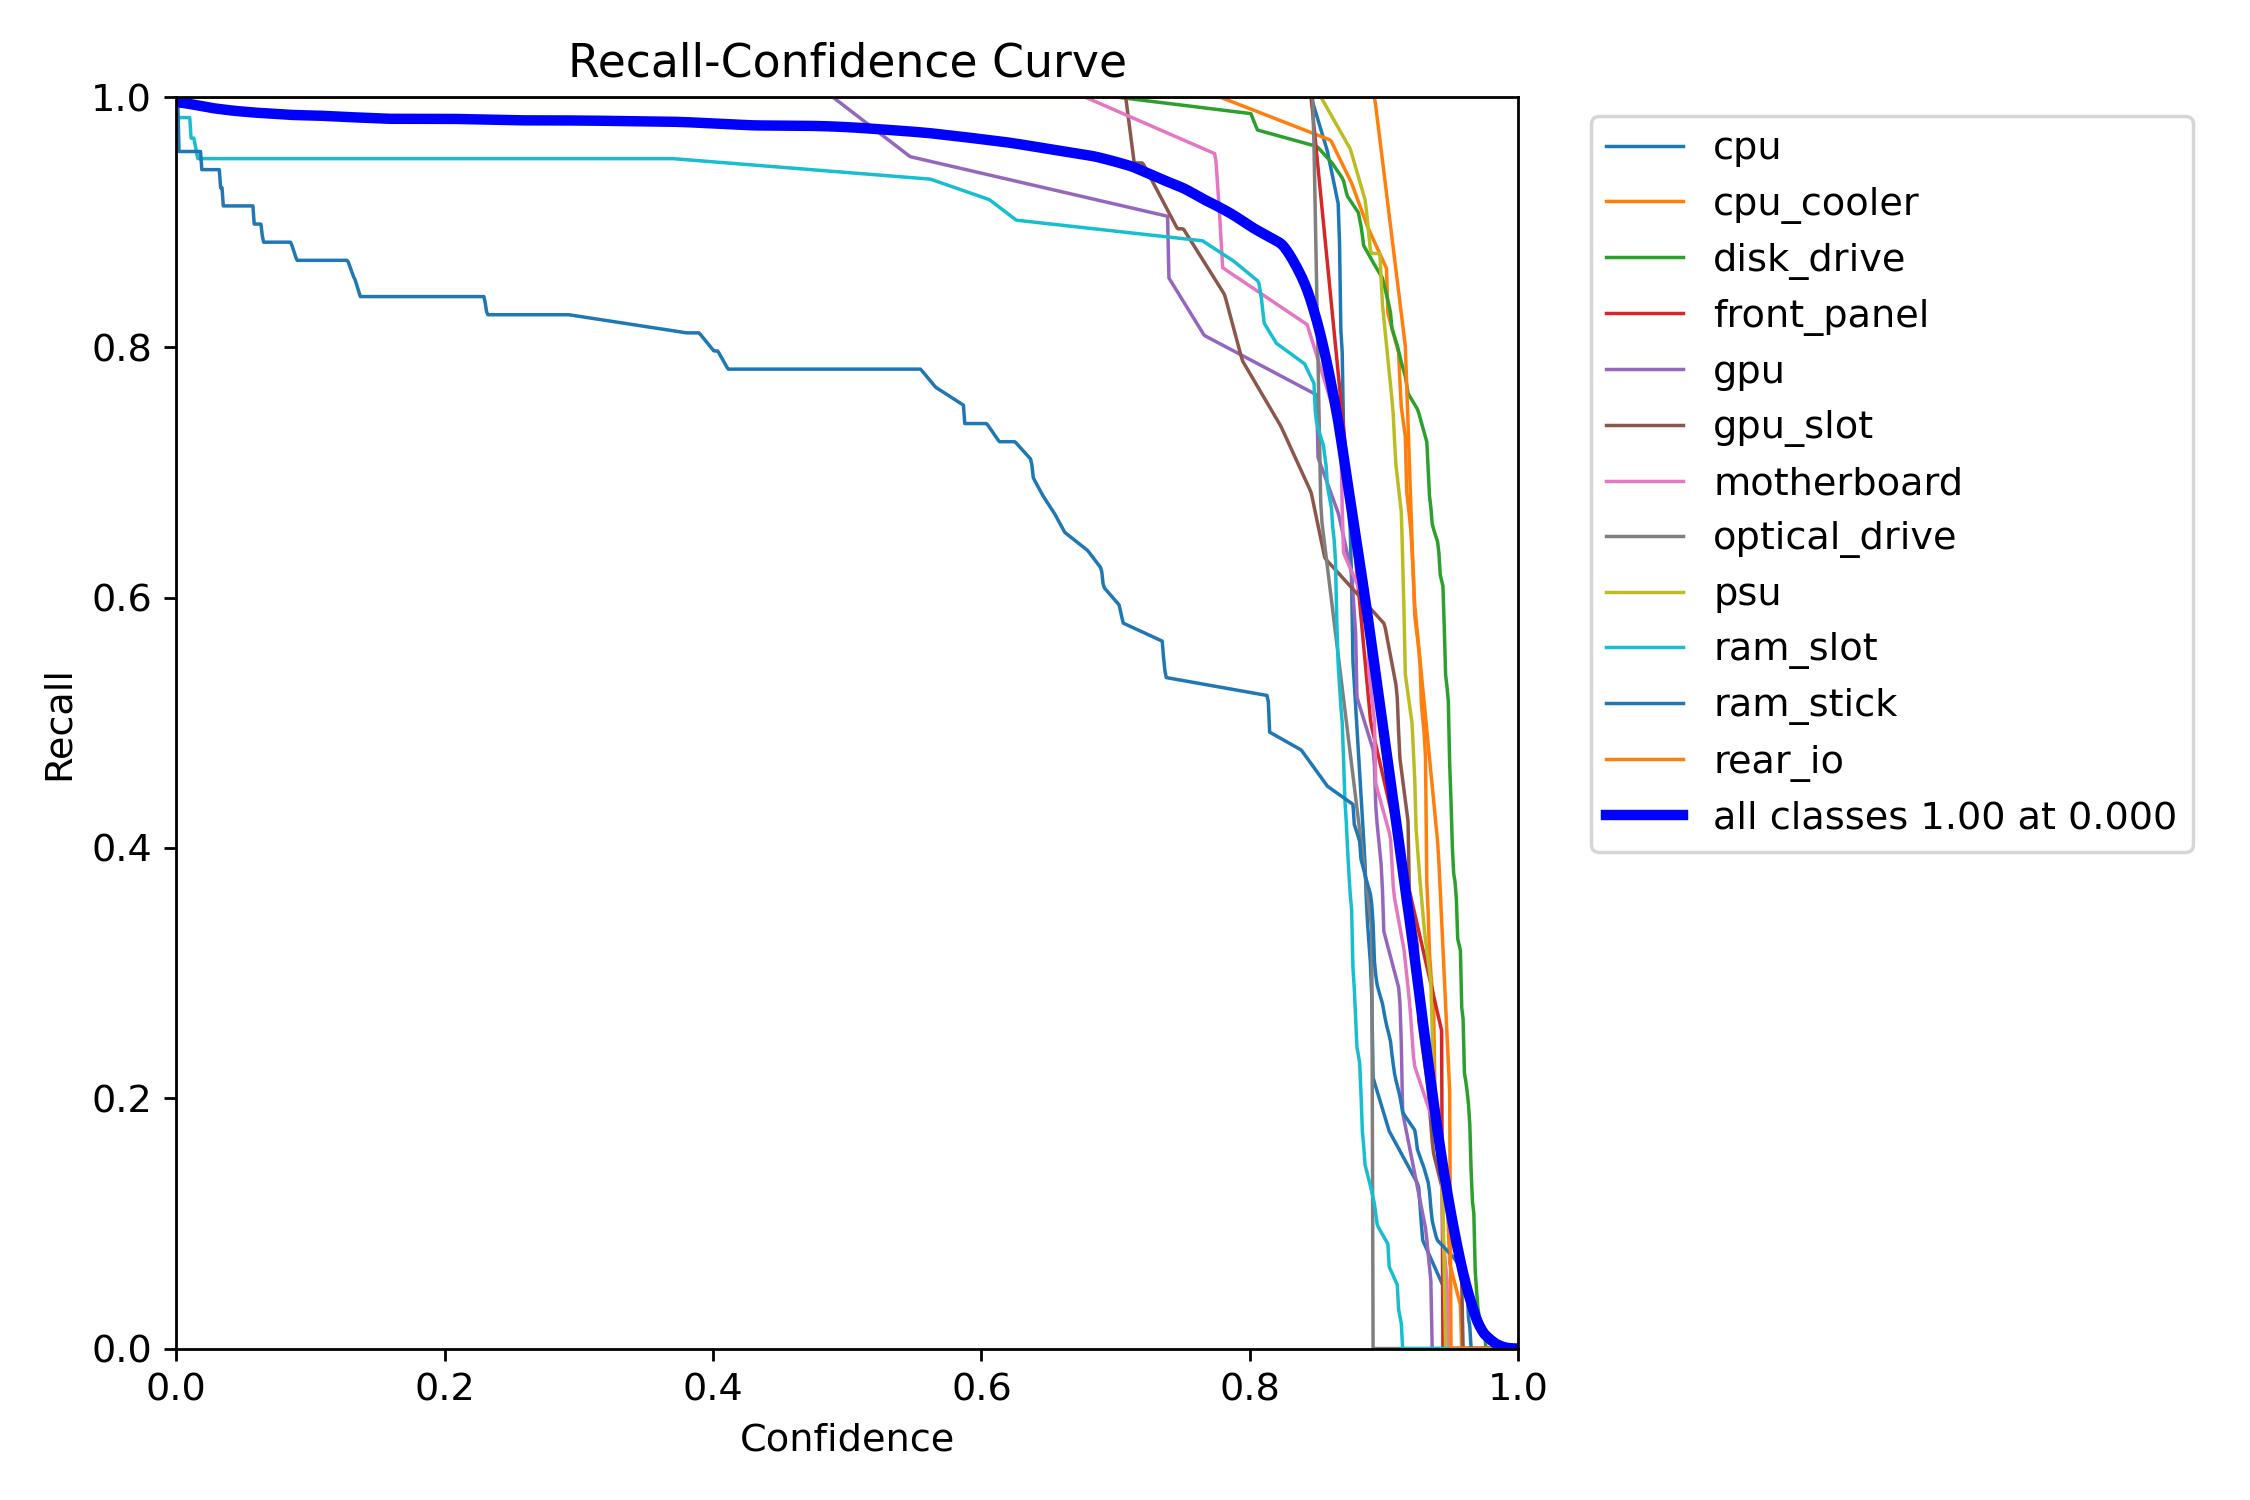 Recall-Confidence Curve
1.0
0.8
0.6
0.4
0.2
0.0
Recall
0.0 0.2 0.4 0.6 0.8 1.0
Confidence
cpu
cpu_cooler
disk_drive
front_panel
gpu
gpu_slot
motherboard
optical_drive
psu
ram_slot
ram_stick
rear_io
all classes 1.00 at 0.000